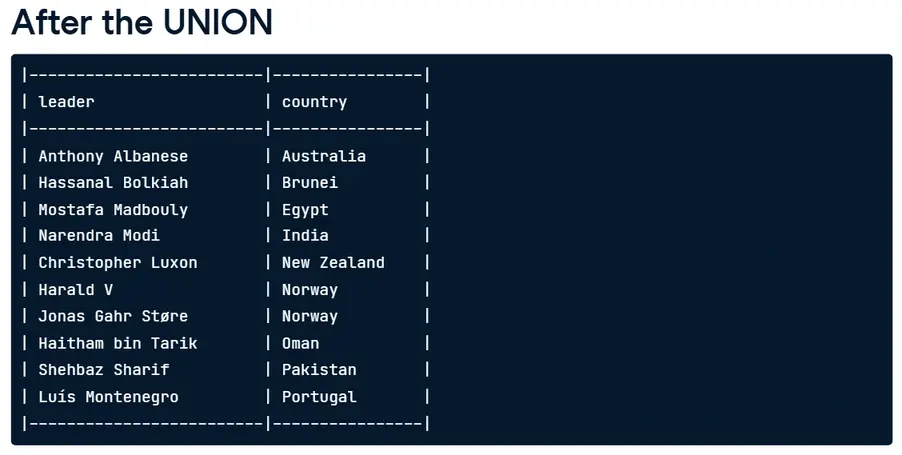 After the UNION
|-------------------------|----------------|
| leader                  | country        |
|-------------------------|----------------|
| Anthony Albanese        | Australia      |
| Hassanal Bolkiah        | Brunei         |
| Mostafa Madbouly        | Egypt          |
| Narendra Modi           | India          |
| Christopher Luxon       | New Zealand    |
| Harald V                | Norway         |
| Jonas Gahr Støre        | Norway         |
| Haitham bin Tarik       | Oman           |
| Shehbaz Sharif          | Pakistan       |
| Luís Montenegro         | Portugal       |
|-------------------------|----------------|